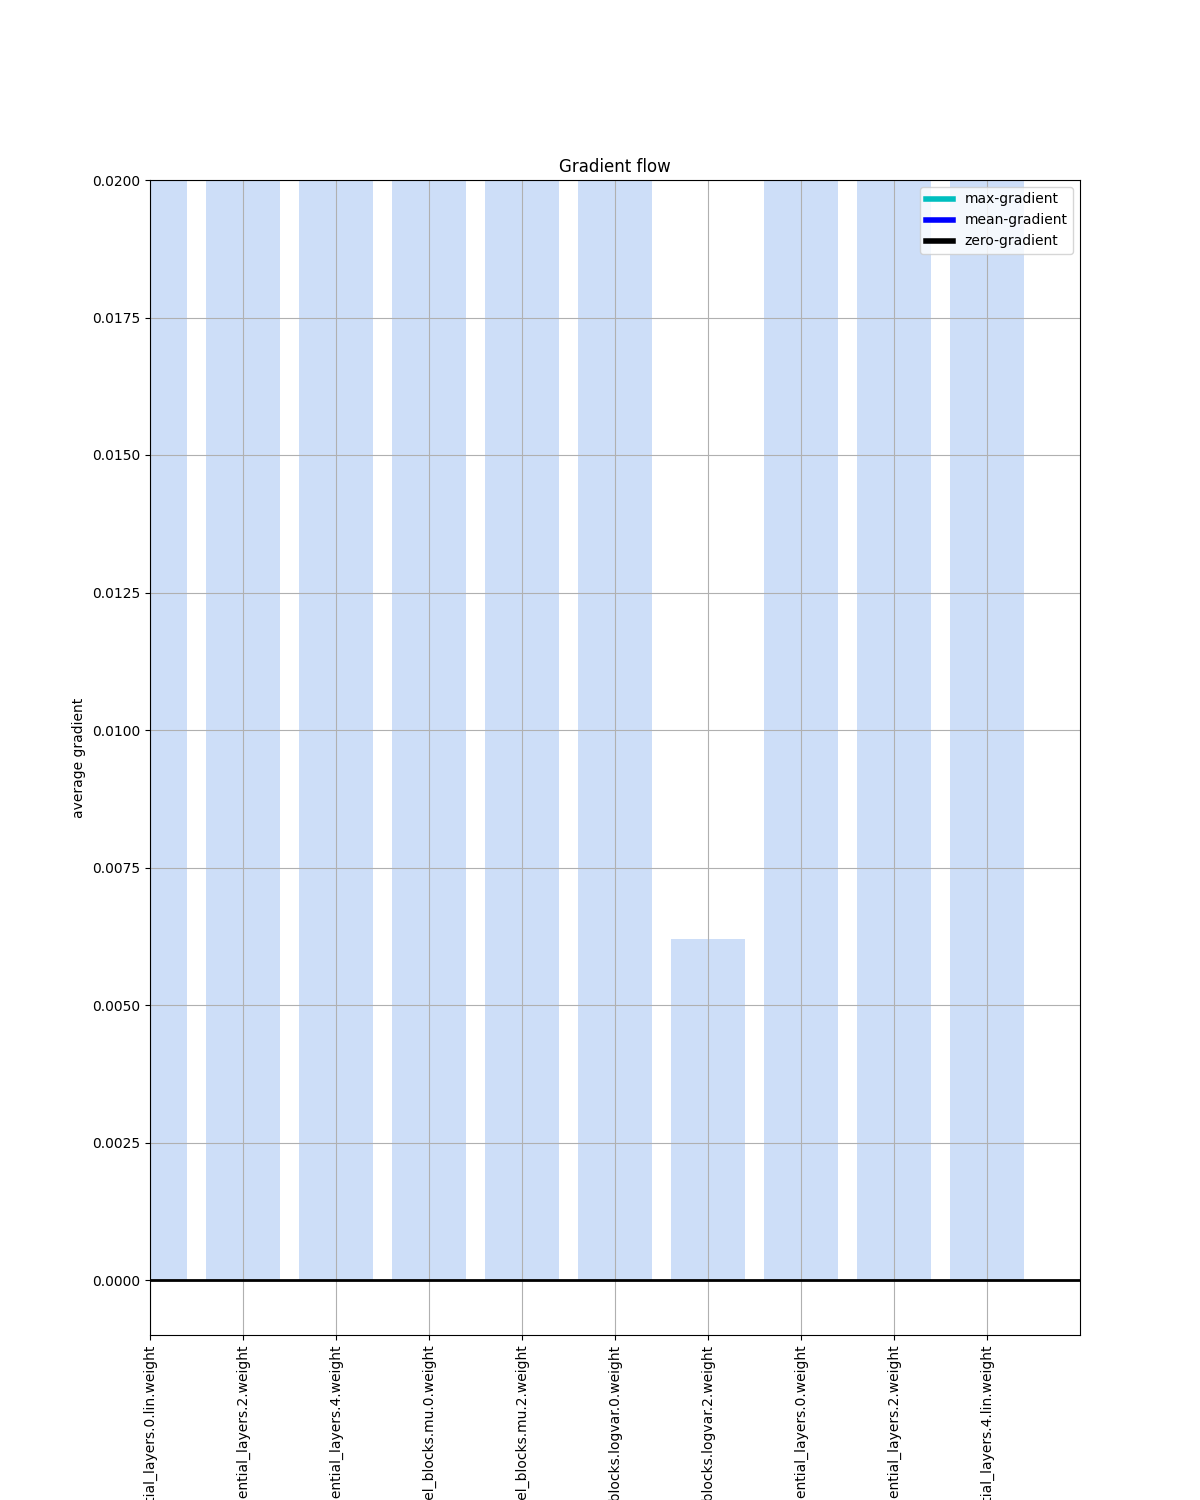 Gradient flow
max-gradient
mean-gradient
zero-gradient
0.0200
0.0175
0.0150
0.0125
0.0100
0.0075
0.0050
0.0025
0.0000
average gradient
tial_layers.0.lin.weight
ential_layers.2.weight
ential_layers.4.weight
el_blocks.mu.0.weight
el_blocks.mu.2.weight
blocks.logvar.0.weight
blocks.logvar.2.weight
ential_layers.0.weight
ential_layers.2.weight
tial_layers.4.lin.weight